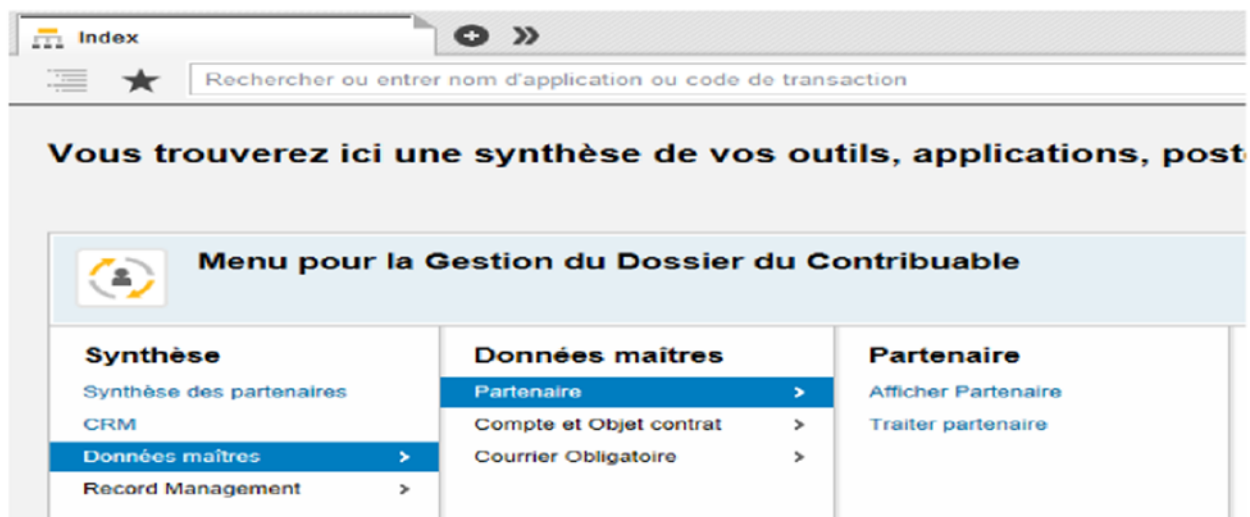 Index
Rechercher ou entrer nom d'application ou code de transaction
Vous trouverez ici une synthèse de vos outils, applications, post
Menu pour la Gestion du Dossier du Contribuable
Synthèse
Synthèse des partenaires
CRM
Données maîtres
Record Management
Données maîtres
Partenaire
Compte et Objet contrat
Courrier Obligatoire
Partenaire
Afficher Partenaire
Traiter partenaire